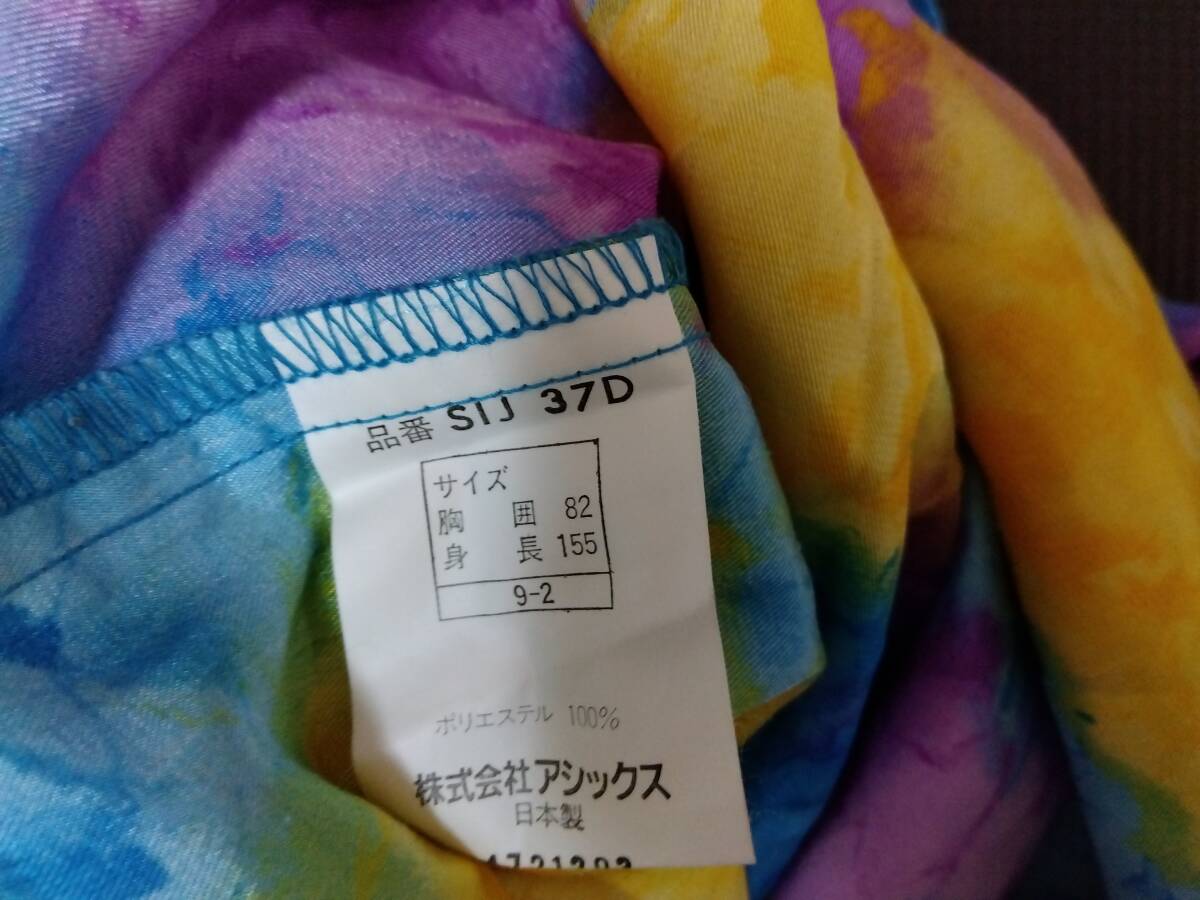 品番 SIJ 37D
サイズ
胸囲 82
身長 155
9-2
ポリエステル 100%
株式会社アシックス
日本製